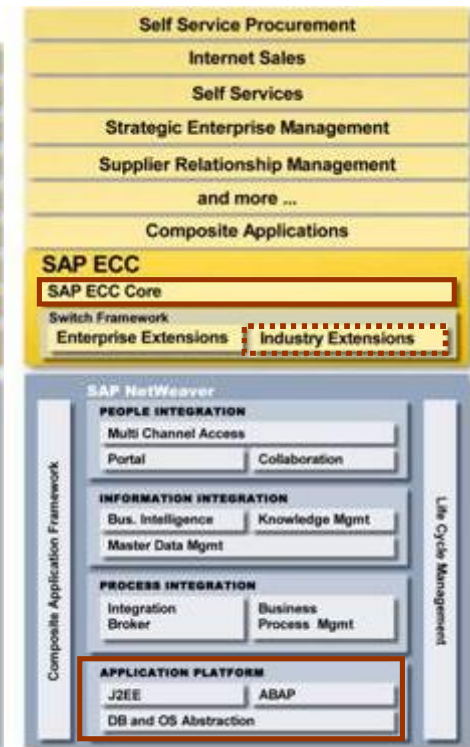 Self Service Procurement
Internet Sales
Self Services
Strategic Enterprise Management
Supplier Relationship Management
and more ...
Composite Applications
SAP ECC
SAP ECC Core
Switch Framework
Enterprise Extensions
Industry Extensions
SAP NetWeaver
Composite Application Framework
PEOPLE INTEGRATION
Multi Channel Access
Portal
Collaboration
INFORMATION INTEGRATION
Bus. Intelligence
Knowledge Mgmt
Master Data Mgmt
PROCESS INTEGRATION
Integration
Broker
Business
Process Mgmt
APPLICATION PLATFORM
J2EE
ABAP
DB and OS Abstraction
Life Cycle Management